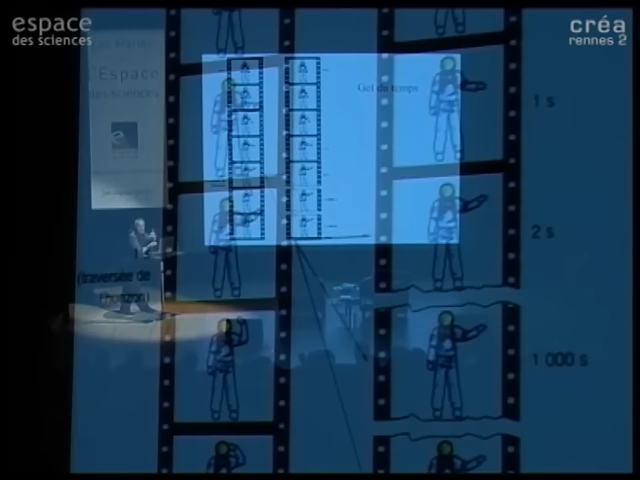 espace
des sciences
créa
rennes 2
l'Espace
des sciences
Gel du temps
1 s
2 s
(traversée de
l'horizon)
1 000 s